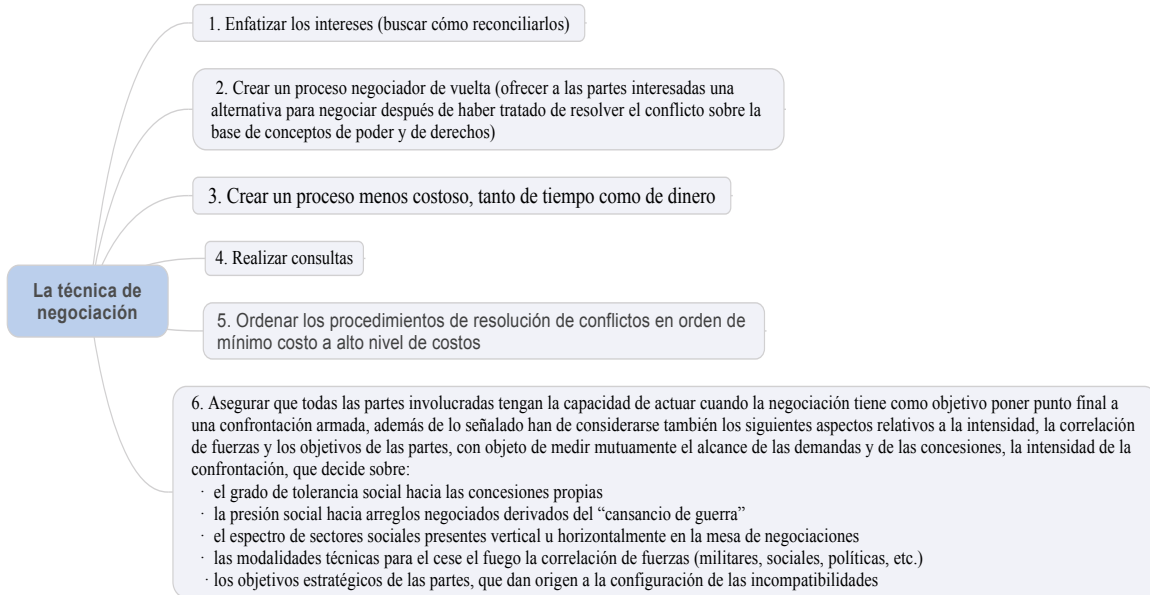 1. Enfatizar los intereses (buscar cómo reconciliarlos)
2. Crear un proceso negociador de vuelta (ofrecer a las partes interesadas una
alternativa para negociar después de haber tratado de resolver el conflicto sobre la
base de conceptos de poder y de derechos)
3. Crear un proceso menos costoso, tanto de tiempo como de dinero
4. Realizar consultas
La técnica de
negociación
5. Ordenar los procedimientos de resolución de conflictos en orden de
mínimo costo a alto nivel de costos
6. Asegurar que todas las partes involucradas tengan la capacidad de actuar cuando la negociación tiene como objetivo poner punto final a
una confrontación armada, además de lo señalado han de considerarse también los siguientes aspectos relativos a la intensidad, la correlación
de fuerzas y los objetivos de las partes, con objeto de medir mutuamente el alcance de las demandas y de las concesiones, la intensidad de la
confrontación, que decide sobre:
· el grado de tolerancia social hacia las concesiones propias
· la presión social hacia arreglos negociados derivados del “cansancio de guerra”
· el espectro de sectores sociales presentes vertical u horizontalmente en la mesa de negociaciones
· las modalidades técnicas para el cese el fuego la correlación de fuerzas (militares, sociales, políticas, etc.)
· los objetivos estratégicos de las partes, que dan origen a la configuración de las incompatibilidades